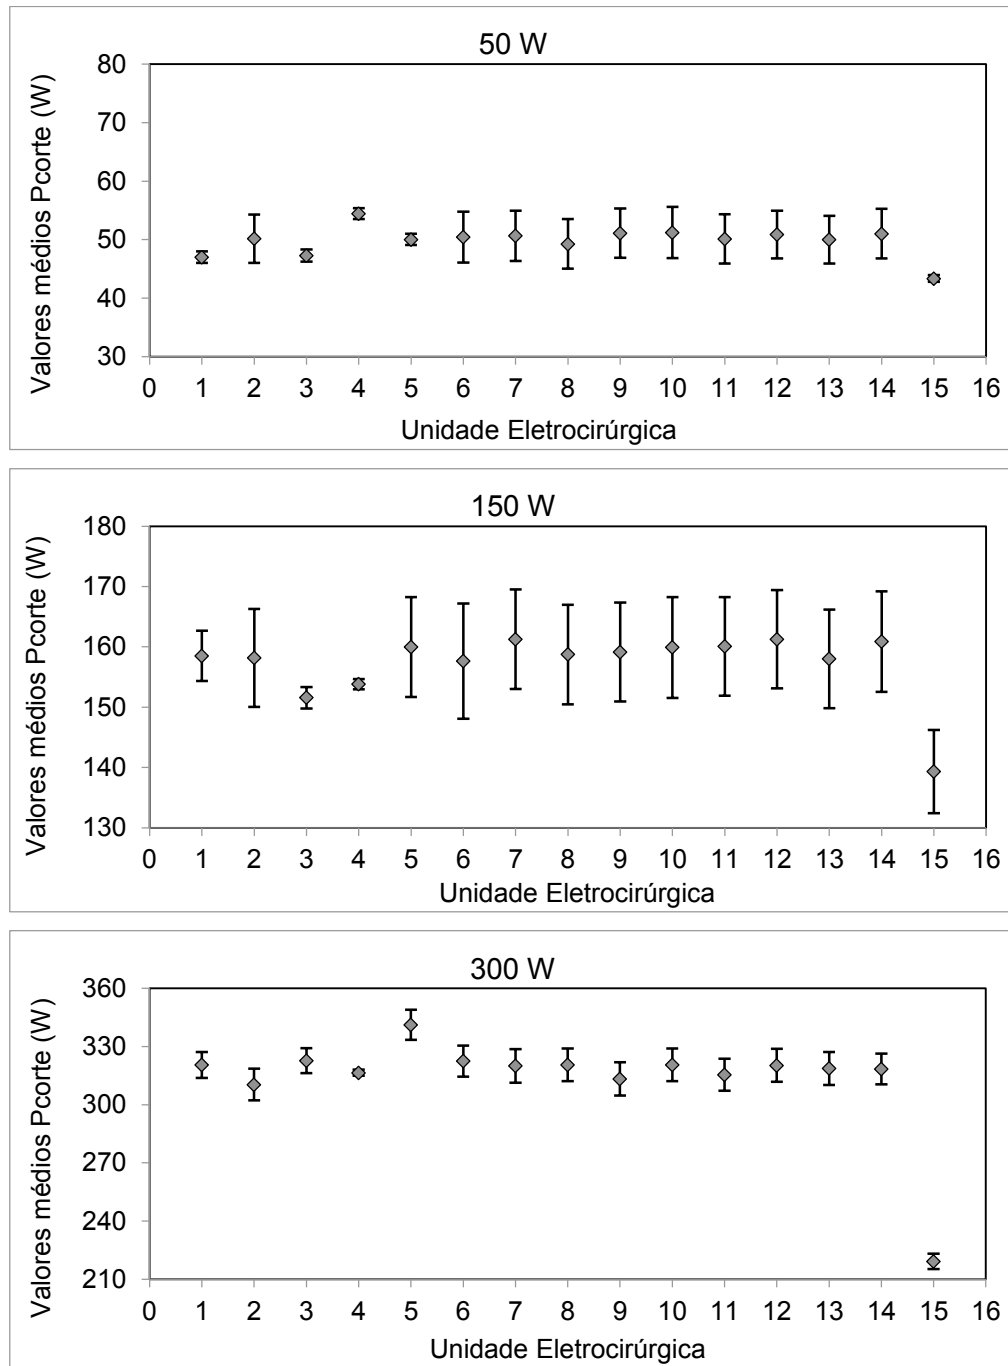 50 W
Valores médios Pcorte (W)
80
70
60
50
40
30
0 1 2 3 4 5 6 7 8 9 10 11 12 13 14 15 16
Unidade Eletrocirúrgica
150 W
Valores médios Pcorte (W)
180
170
160
150
140
130
0 1 2 3 4 5 6 7 8 9 10 11 12 13 14 15 16
Unidade Eletrocirúrgica
300 W
Valores médios Pcorte (W)
360
330
300
270
240
210
0 1 2 3 4 5 6 7 8 9 10 11 12 13 14 15 16
Unidade Eletrocirúrgica